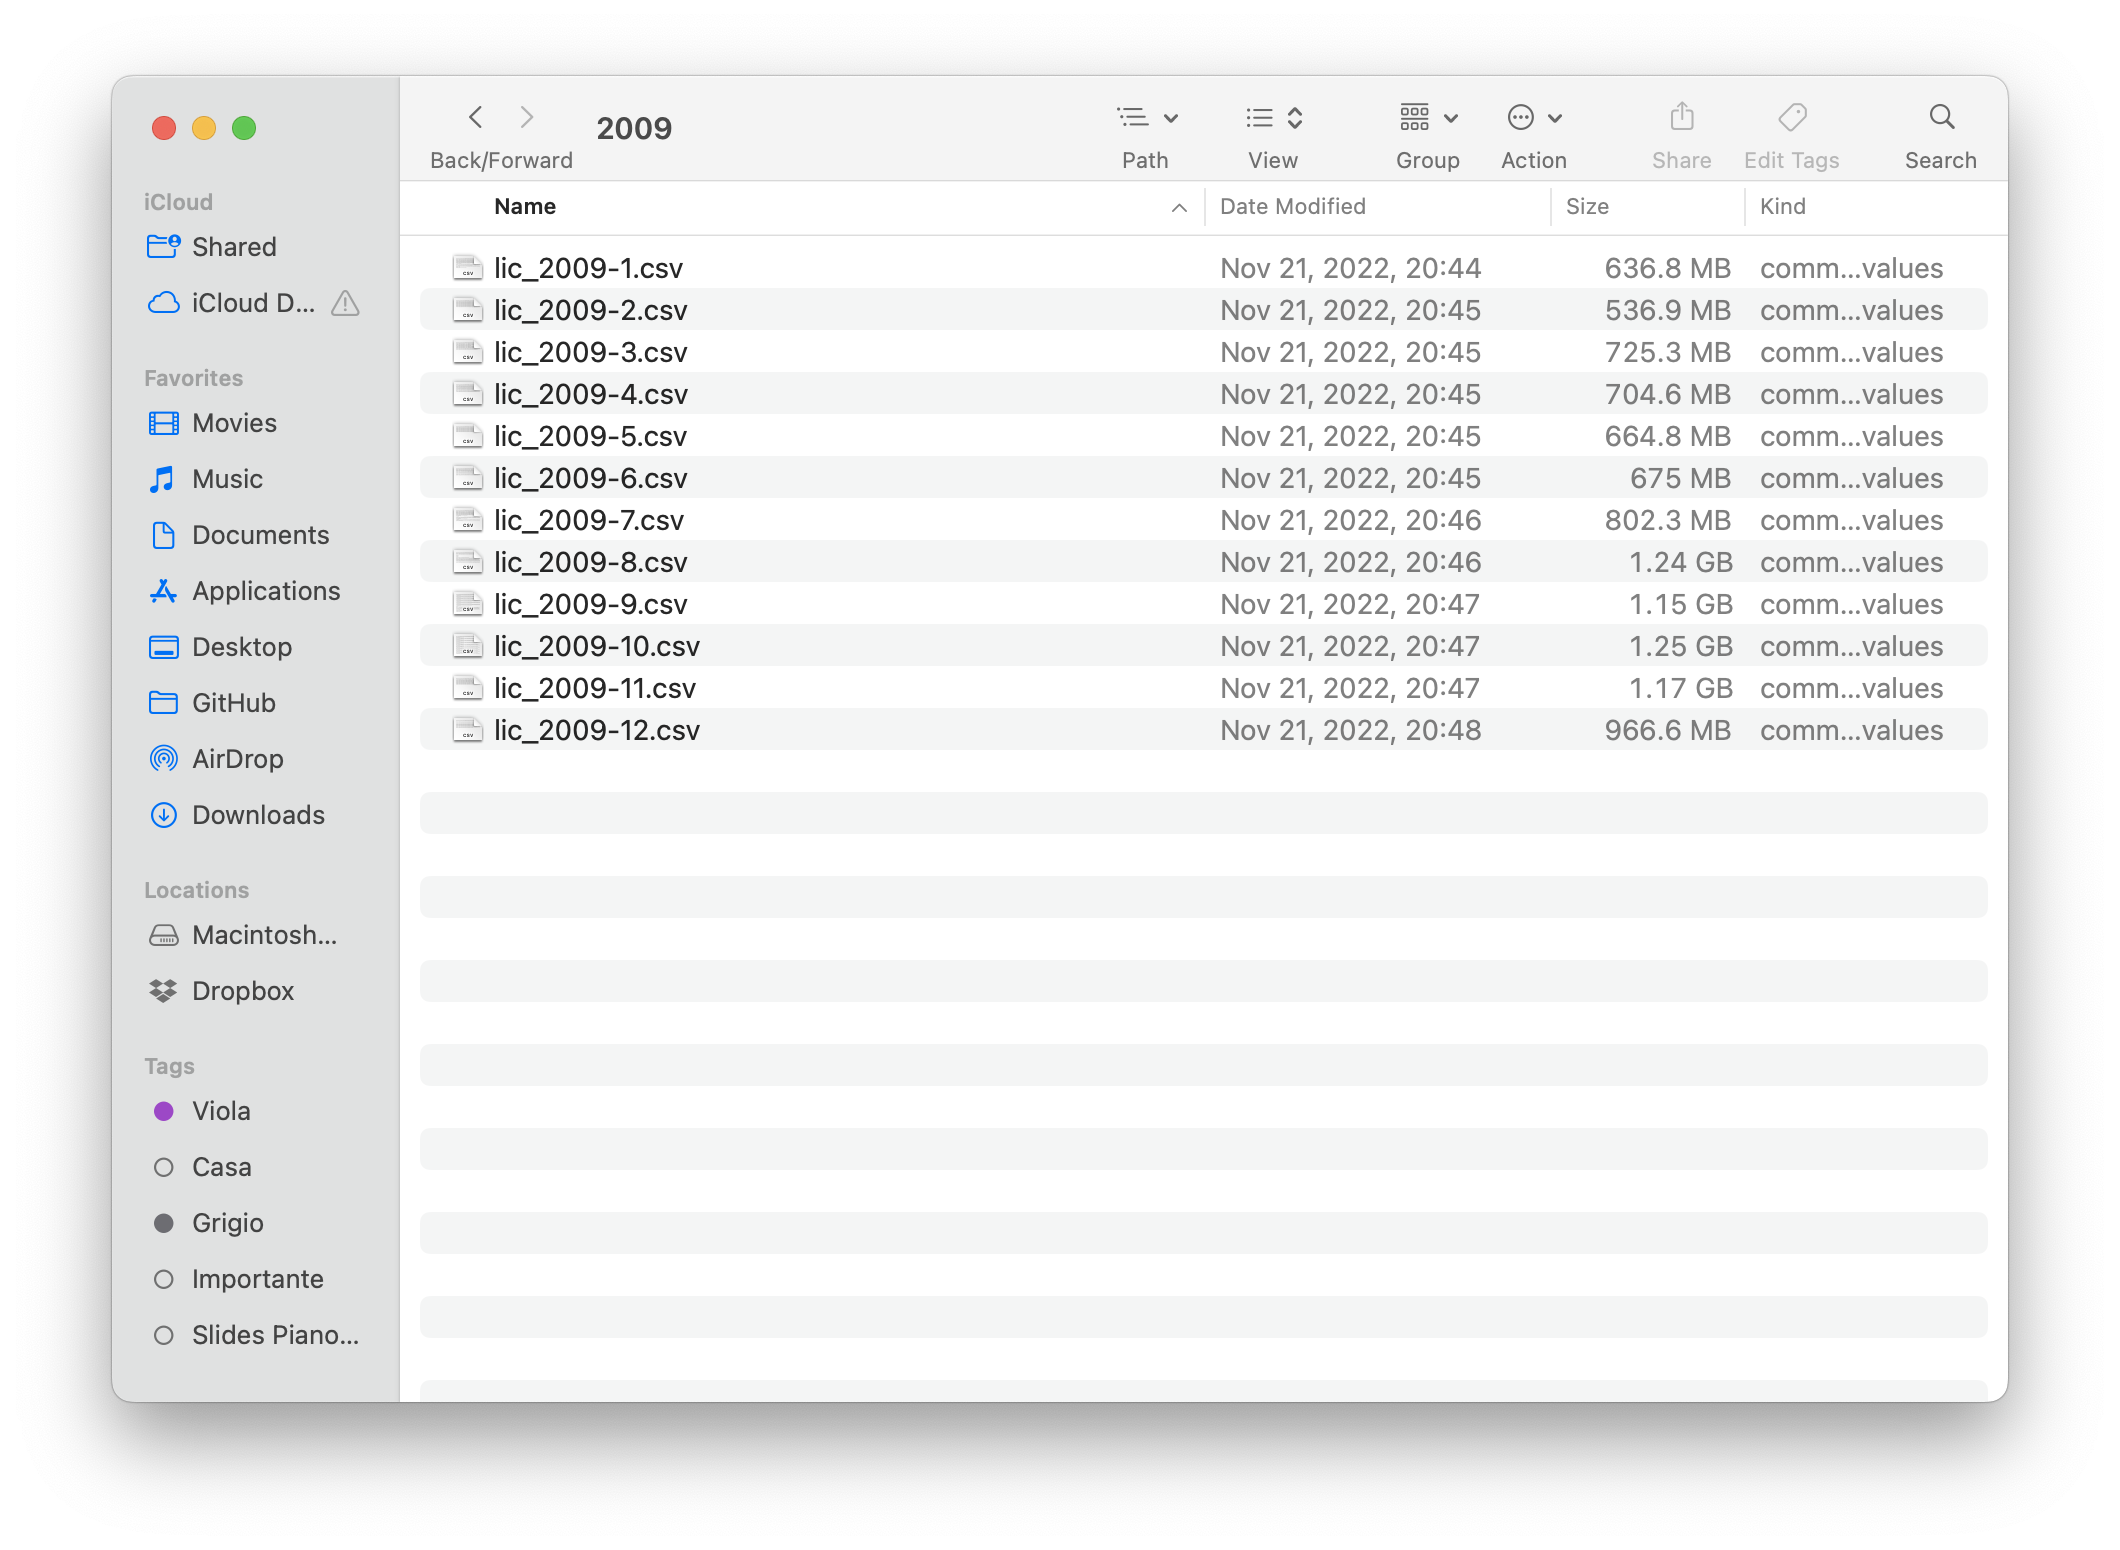 2009
Back/Forward
Path
View
Group
Action
Share
Edit Tags
Search
iCloud
Shared
iCloud D...
Favorites
Movies
Music
Documents
Applications
Desktop
GitHub
AirDrop
Downloads
Locations
Macintosh...
Dropbox
Tags
Viola
Casa
Grigio
Importante
Slides Piano...
Name Date Modified Size Kind
lic_2009-1.csv Nov 21, 2022, 20:44 636.8 MB comm...values
lic_2009-2.csv Nov 21, 2022, 20:45 536.9 MB comm...values
lic_2009-3.csv Nov 21, 2022, 20:45 725.3 MB comm...values
lic_2009-4.csv Nov 21, 2022, 20:45 704.6 MB comm...values
lic_2009-5.csv Nov 21, 2022, 20:45 664.8 MB comm...values
lic_2009-6.csv Nov 21, 2022, 20:45 675 MB comm...values
lic_2009-7.csv Nov 21, 2022, 20:46 802.3 MB comm...values
lic_2009-8.csv Nov 21, 2022, 20:46 1.24 GB comm...values
lic_2009-9.csv Nov 21, 2022, 20:47 1.15 GB comm...values
lic_2009-10.csv Nov 21, 2022, 20:47 1.25 GB comm...values
lic_2009-11.csv Nov 21, 2022, 20:47 1.17 GB comm...values
lic_2009-12.csv Nov 21, 2022, 20:48 966.6 MB comm...values